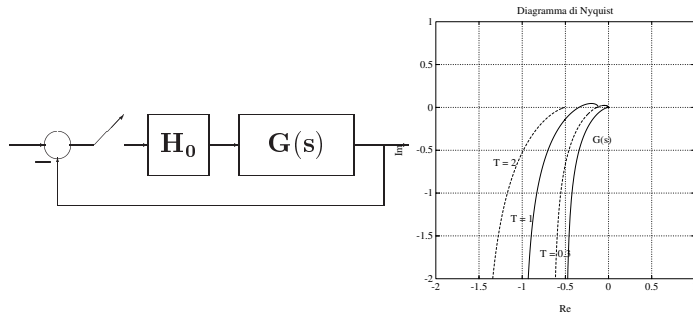 H0
G(s)
Diagramma di Nyquist
1
0.5
0
-0.5
-1
-1.5
-2
Im
G(s)
T = 2
T = 1
T = 0.3
-2
-1.5
-1
-0.5
0
0.5
Re